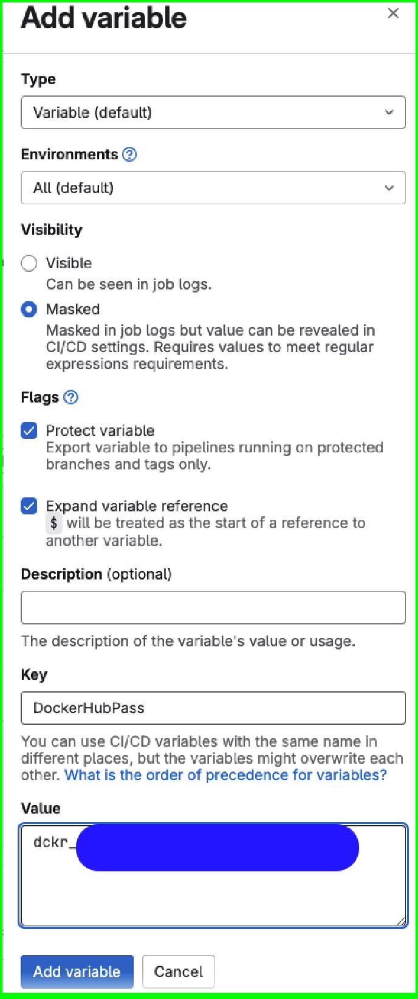 Add variable
Type
Variable (default)
Environments
All (default)
Visibility
Visible
Can be seen in job logs.
Masked
Masked in job logs but value can be revealed in
CI/CD settings. Requires values to meet regular
expressions requirements.
Flags
Protect variable
Export variable to pipelines running on protected
branches and tags only.
Expand variable reference
$ will be treated as the start of a reference to
another variable.
Description (optional)
The description of the variable's value or usage.
Key
DockerHubPass
You can use CI/CD variables with the same name in
different places, but the variables might overwrite each
other. What is the order of precedence for variables?
Value
dckr_
Add variable Cancel